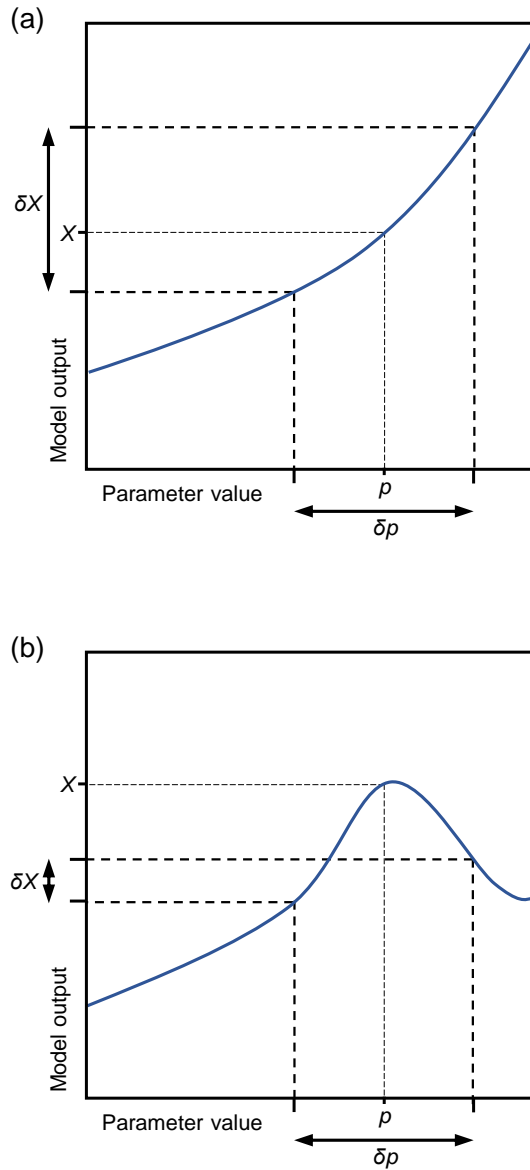 (a)
δX
X
Model output
Parameter value
p
δp
(b)
X
δX
Model output
Parameter value
p
δp